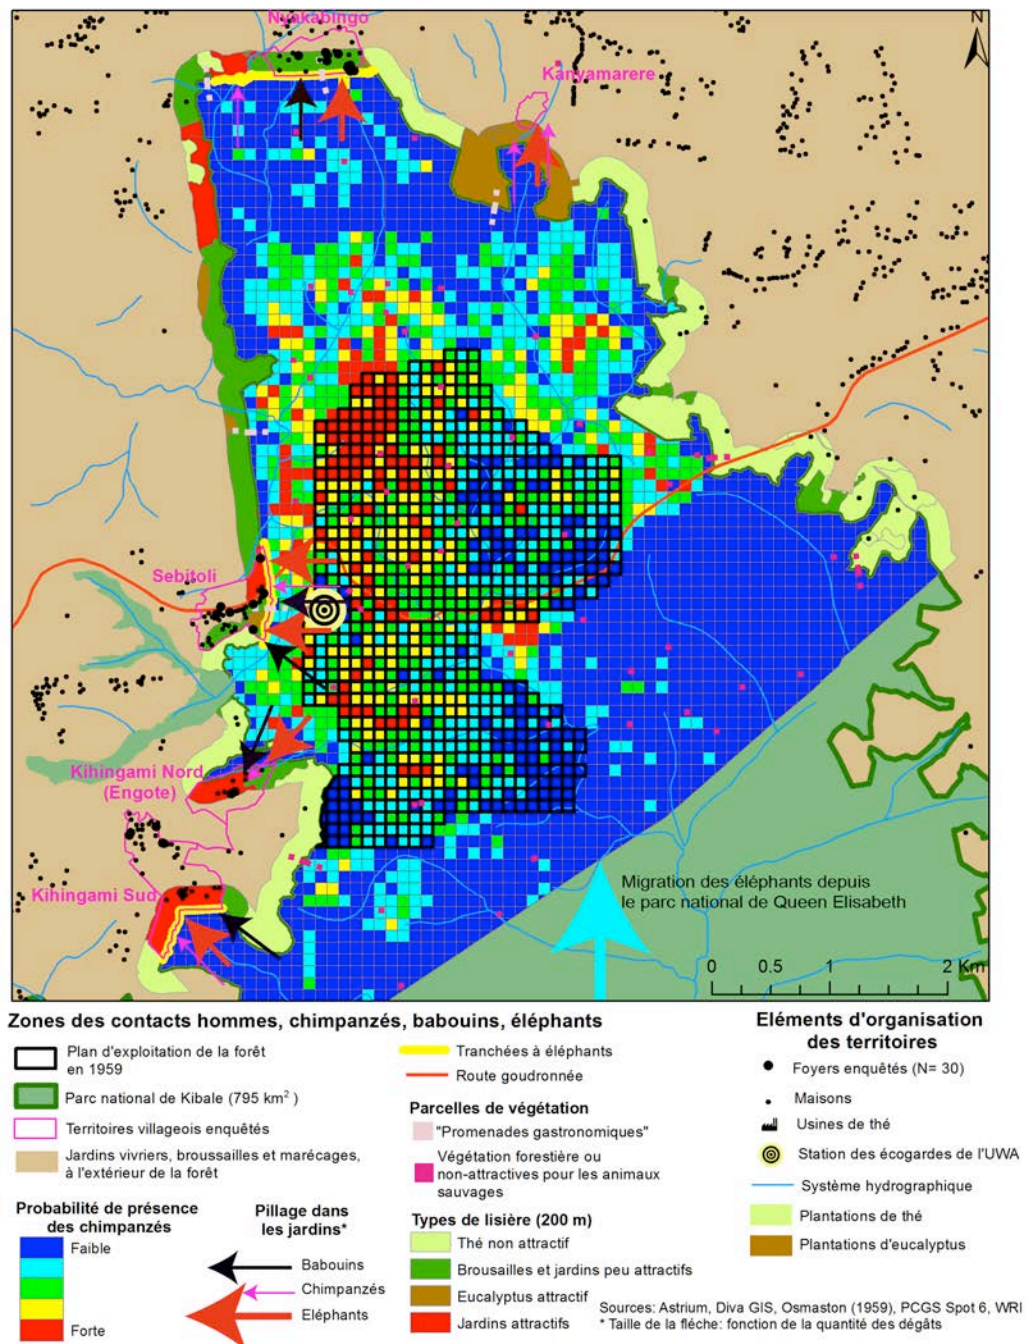 Nyakabingo
N
Kanyamarere
Sebitoli
Kihingami Nord
(Engote)
Kihingami Sud
Migration des éléphants depuis
le parc national de Queen Elisabeth
0 0.5 1 2 Km
Zones des contacts hommes, chimpanzés, babouins, éléphants
Plan d'exploitation de la forêt
en 1959
Parc national de Kibale (795 km²)
Territoires villageois enquêtés
Jardins vivriers, broussailles et marécages,
à l'extérieur de la forêt
Probabilité de présence
des chimpanzés
Faible
Forte
Pillage dans
les jardins*
Babouins
Chimpanzés
Eléphants
Tranchées à éléphants
Route goudronnée
Parcelles de végétation
"Promenades gastronomiques"
Végétation forestière ou
non-attractives pour les animaux
sauvages
Types de lisière (200 m)
Thé non attractif
Brousailles et jardins peu attractifs
Eucalyptus attractif
Jardins attractifs
Eléments d'organisation
des territoires
Foyers enquêtés (N= 30)
Maisons
Usines de thé
Station des écogardes de l'UWA
Système hydrographique
Plantations de thé
Plantations d'eucalyptus
Sources: Astrium, Diva GIS, Osmaston (1959), PCGS Spot 6, WRI
* Taille de la flèche: fonction de la quantité des dégâts